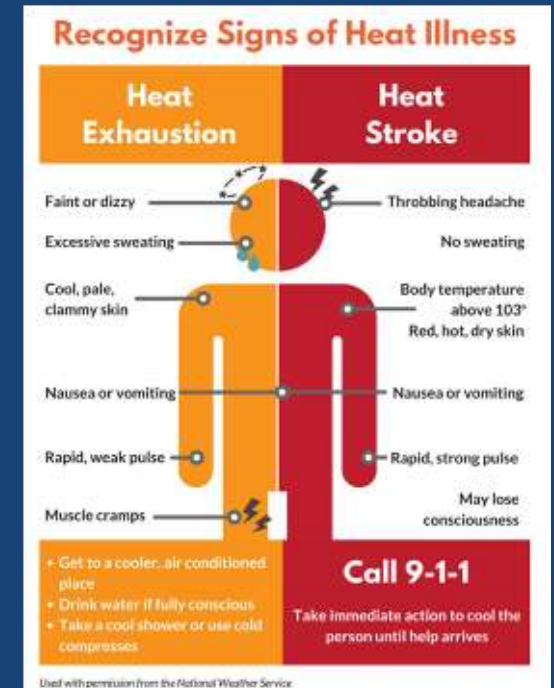 Recognize Signs of Heat Illness
Heat
Exhaustion
Heat
Stroke
Faint or dizzy
Excessive sweating
Cool, pale,
clammy skin
Nausea or vomiting
Rapid, weak pulse
Muscle cramps
Throbbing headache
No sweating
Body temperature
above 103°
Red, hot, dry skin
Nausea or vomiting
Rapid, strong pulse
May lose
consciousness
• Get to a cooler, air conditioned
place
• Drink water if fully conscious
• Take a cool shower or use cold
compresses
Call 9-1-1
Take immediate action to cool the
person until help arrives
Used with permission from the National Weather Service